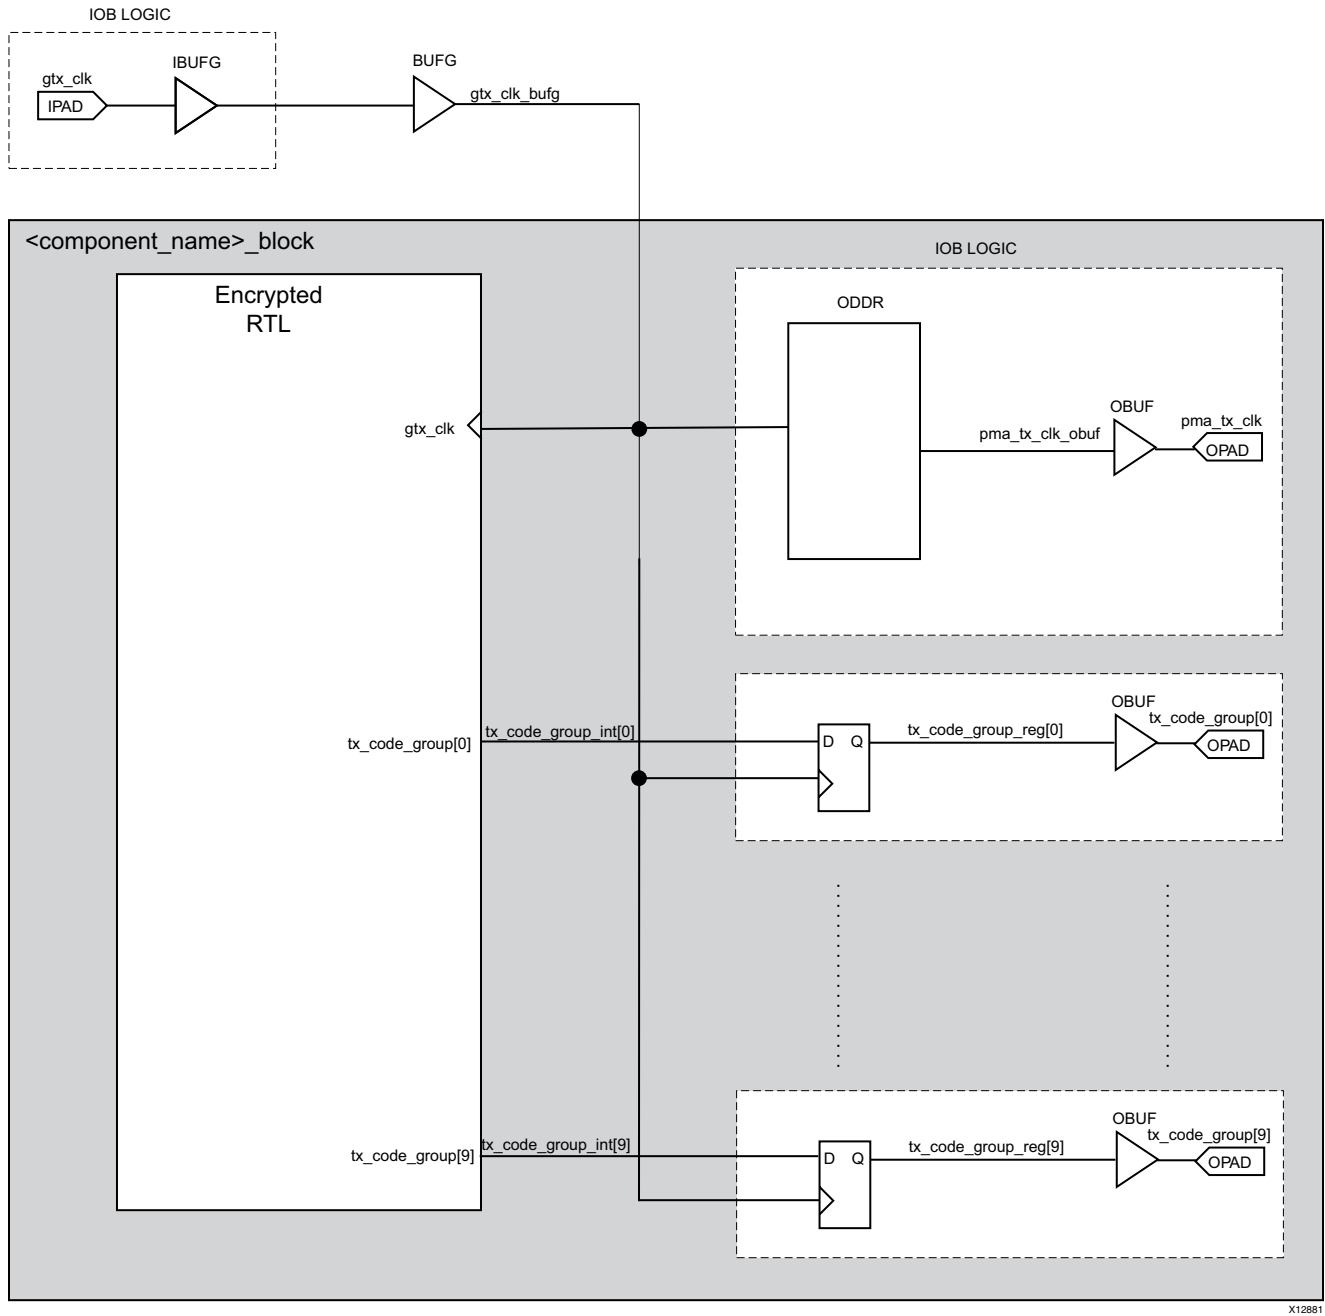 IOB LOGIC
IBUFG
BUFG
gtx_clk
IPAD
gtx_clk_bufg
<component_name>_block
IOB LOGIC
Encrypted
RTL
ODDR
gtx_clk
pma_tx_clk_obuf
OBUF
pma_tx_clk
OPAD
tx_code_group[0]
tx_code_group_int[0]
D Q
tx_code_group_reg[0]
OBUF
tx_code_group[0]
OPAD
tx_code_group[9]
tx_code_group_int[9]
D Q
tx_code_group_reg[9]
OBUF
tx_code_group[9]
OPAD
X12881